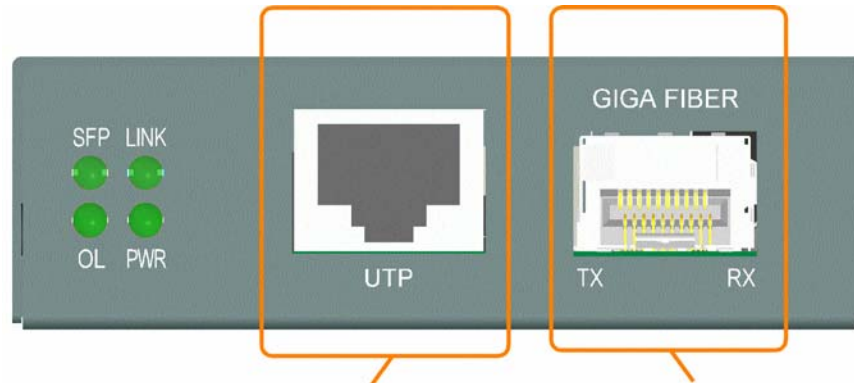 GIGA FIBER
SFP LINK
OL PWR
UTP
TX RX